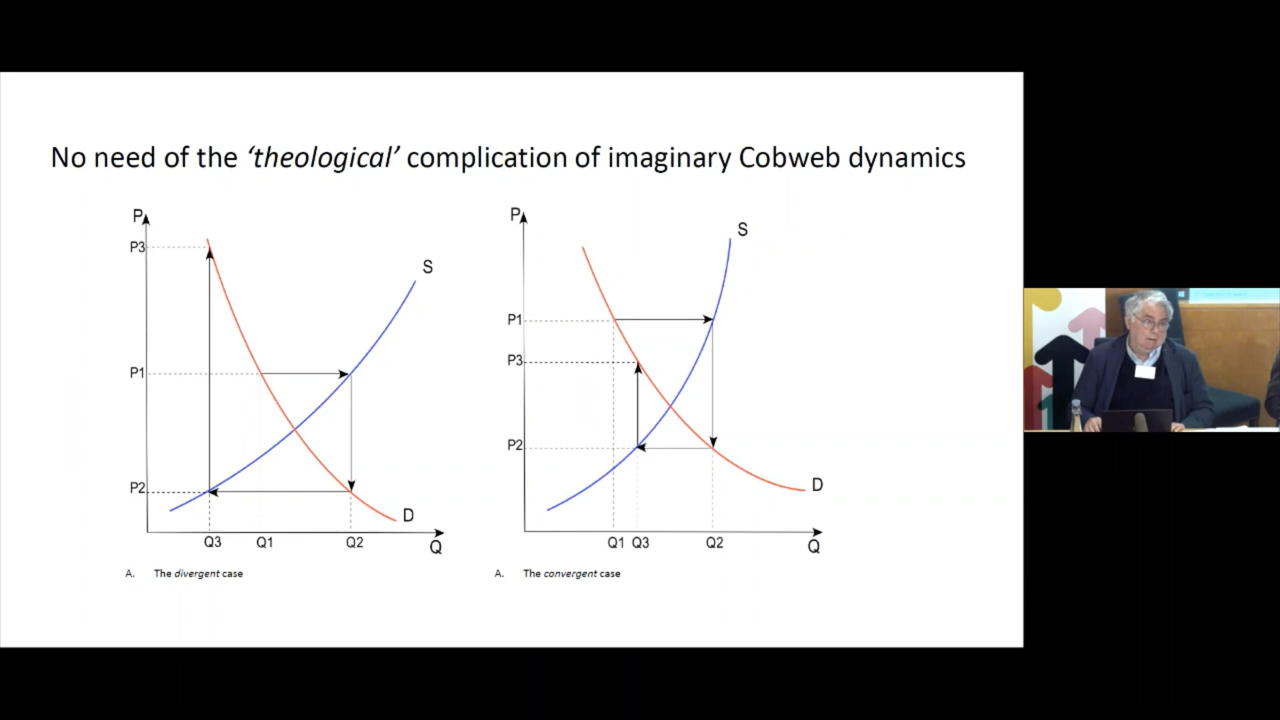 No need of the ‘theological’ complication of imaginary Cobweb dynamics
P
P3
S
P1
P2
D
Q3
Q1
Q2
Q
A. The divergent case
P
S
P1
P3
P2
D
Q1
Q3
Q2
Q
A. The convergent case